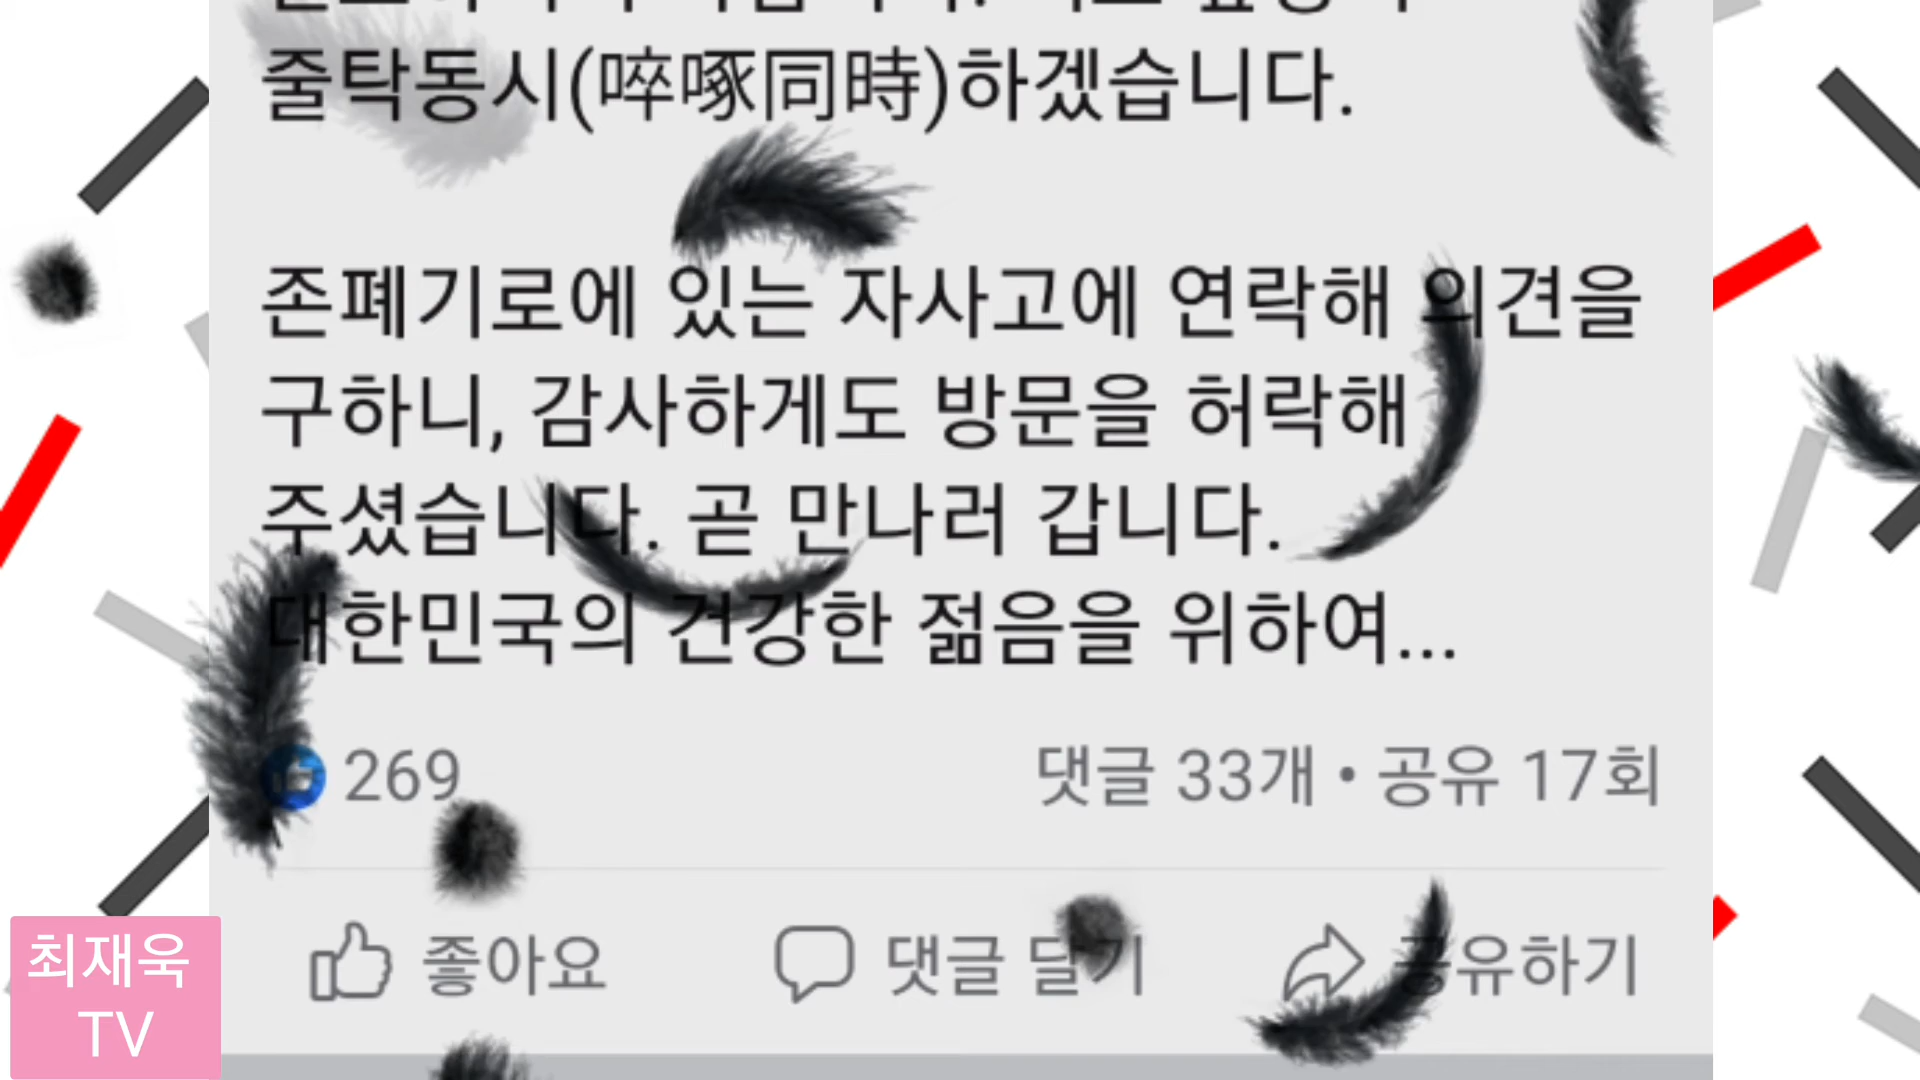 줄탁동시(啐啄同時)하겠습니다.
존폐기로에 있는 자사고에 연락해 의견을
구하니, 감사하게도 방문을 허락해
주셨습니다. 곧 만나러 갑니다.
대한민국의 건강한 젊음을 위하여...
269
댓글 33개 • 공유 17회
좋아요
댓글 달기
공유하기
최재욱
TV